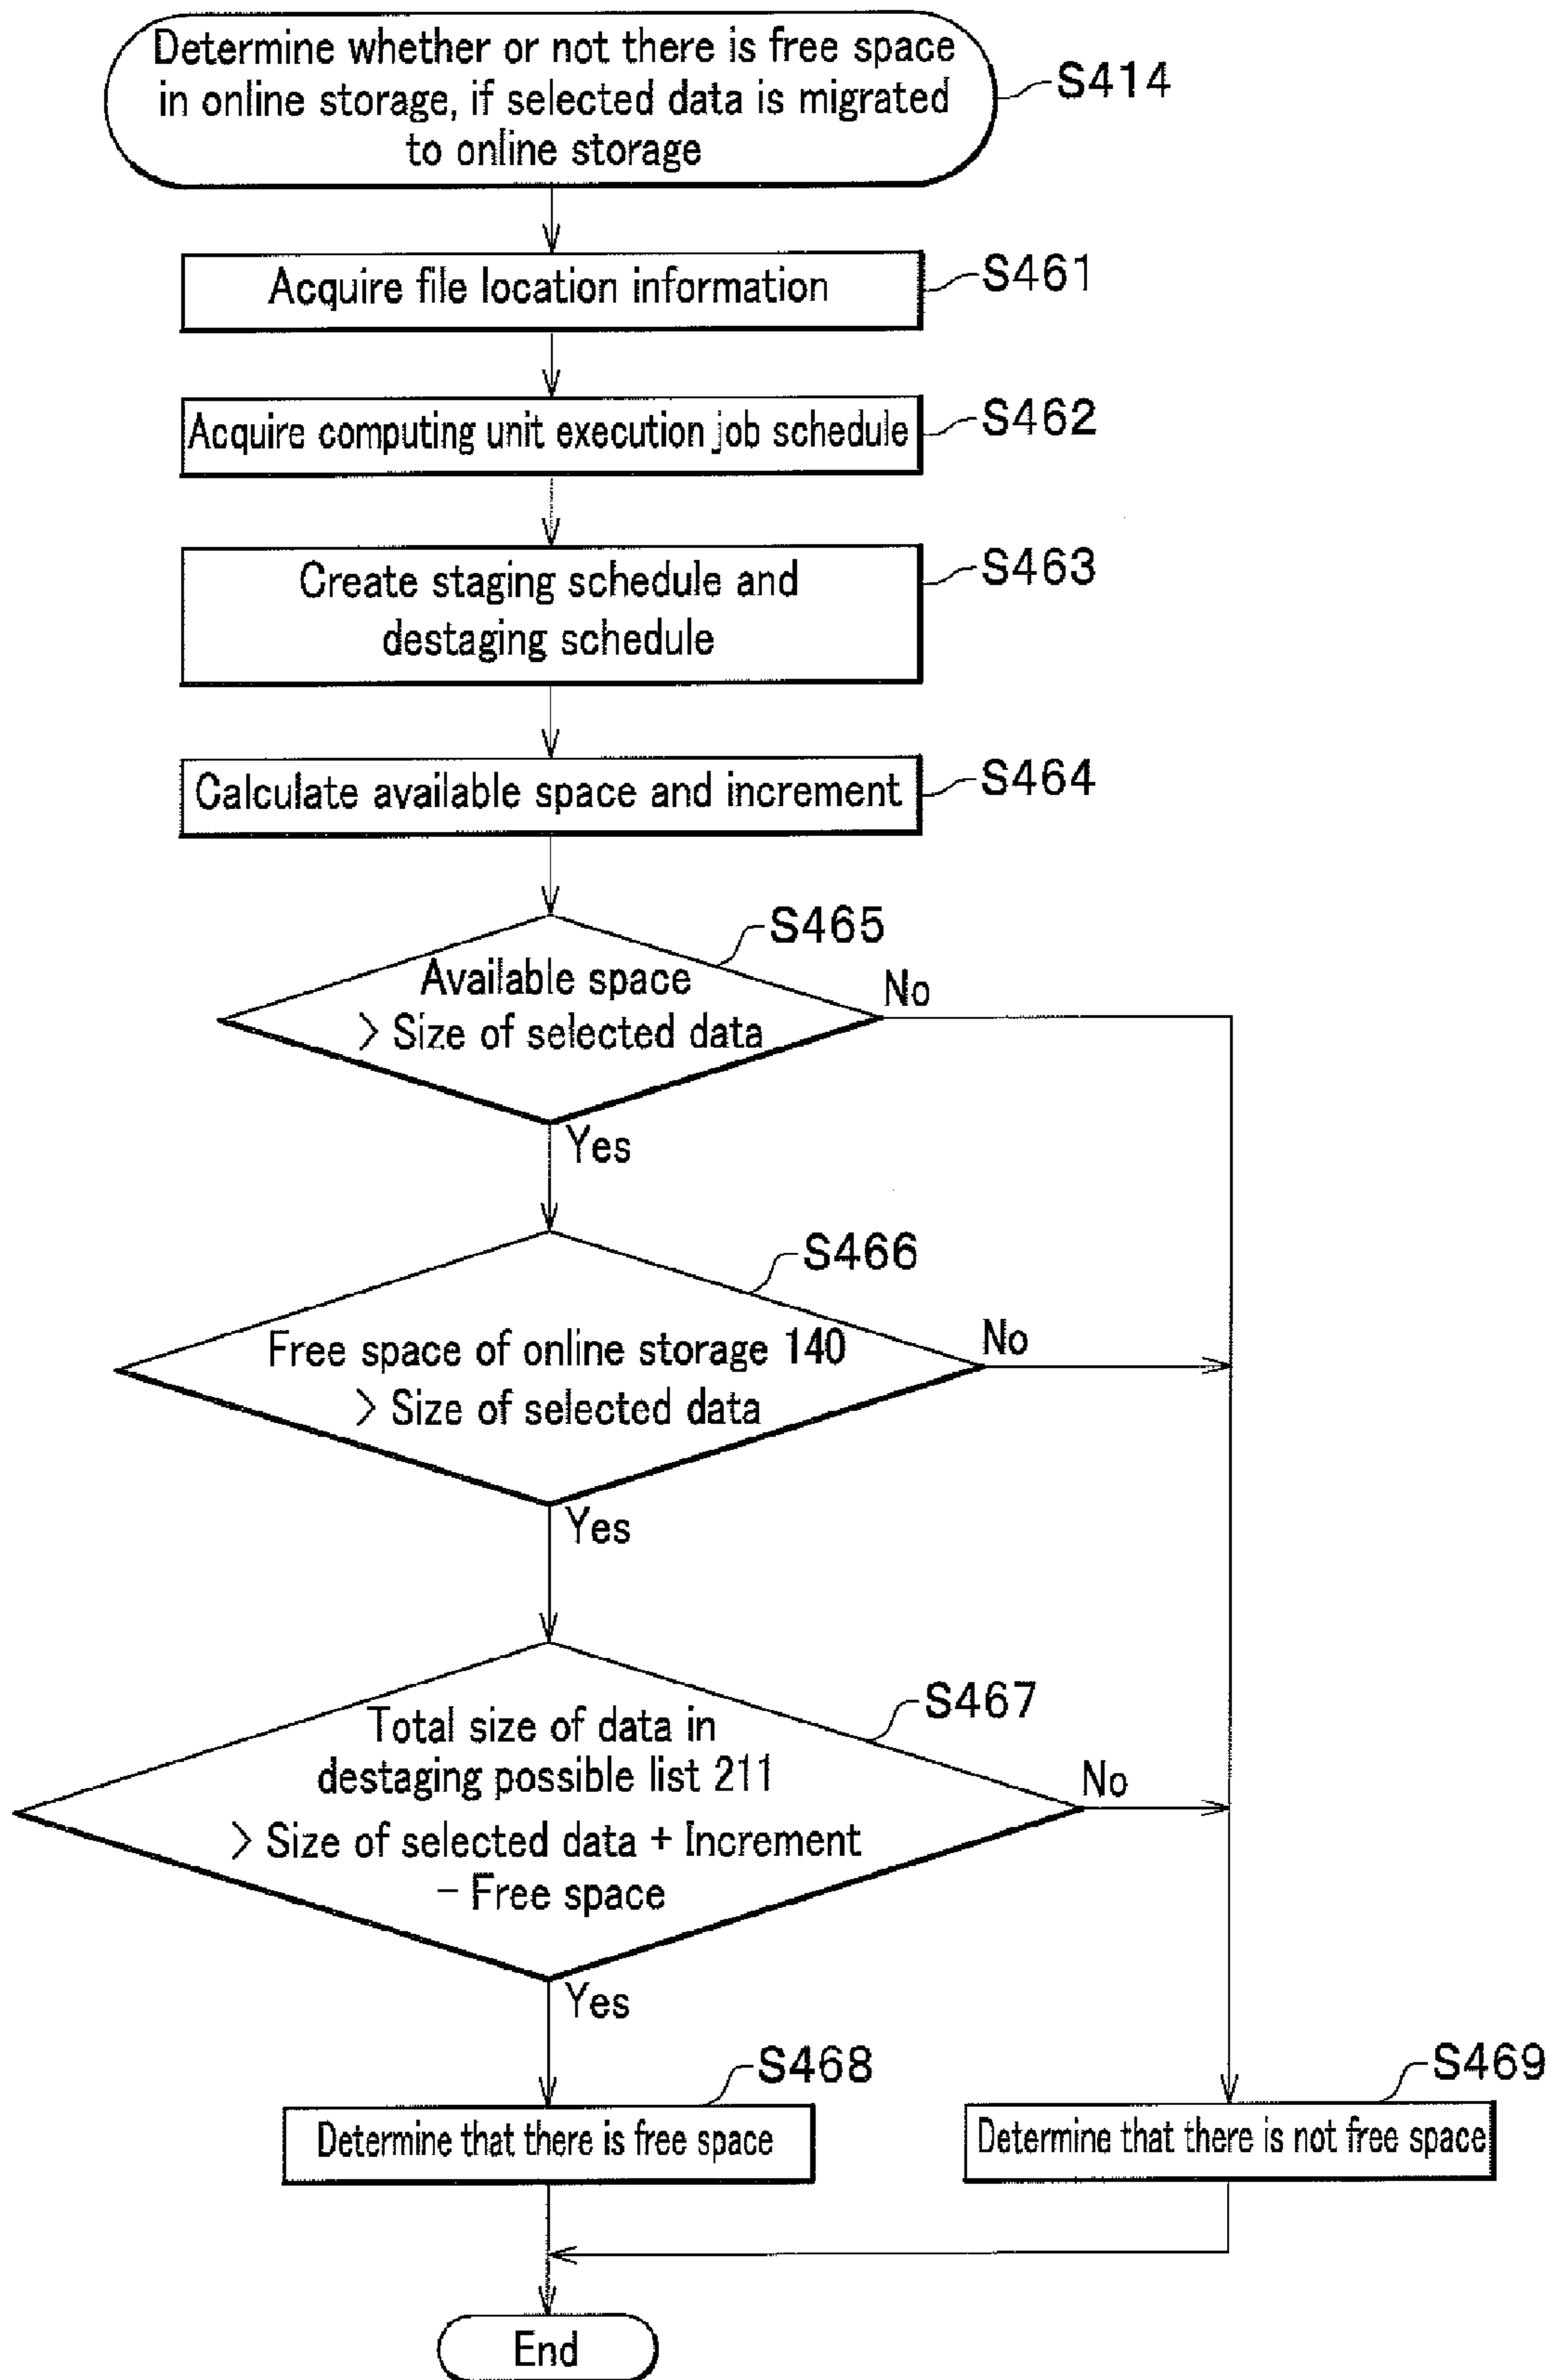 Determine whether or not there is free space
in online storage, if selected data is migrated
to online storage
S414
Acquire file location information
S461
Acquire computing unit execution job schedule
S462
Create staging schedule and
destaging schedule
S463
Calculate available space and increment
S464
S465
Available space
> Size of selected data
No
Yes
S466
Free space of online storage 140
> Size of selected data
No
Yes
S467
Total size of data in
destaging possible list 211
> Size of selected data + Increment
− Free space
No
Yes
S468
Determine that there is free space
S469
Determine that there is not free space
End